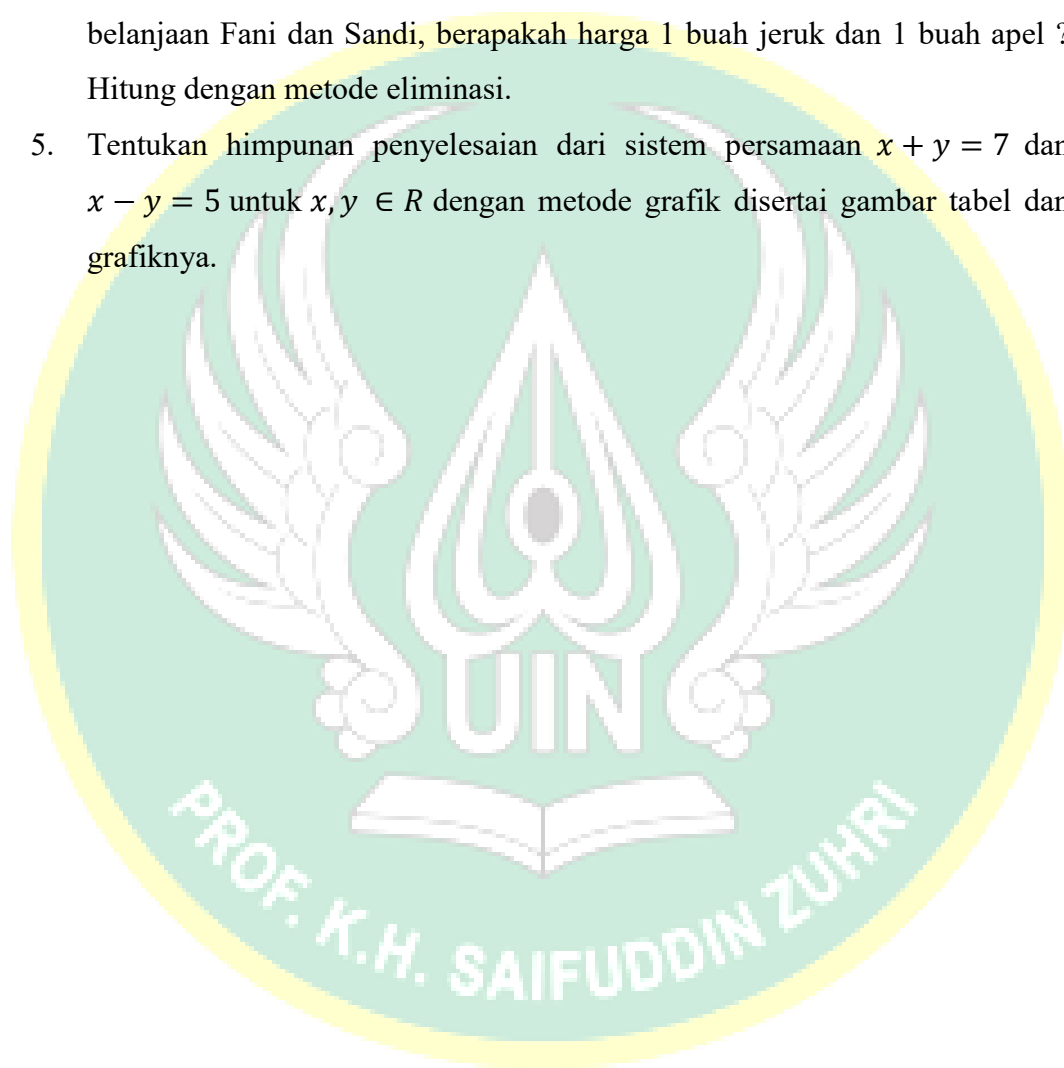 belanjaan Fani dan Sandi, berapakah harga 1 buah jeruk dan 1 buah apel ?
Hitung dengan metode eliminasi.
5. Tentukan himpunan penyelesaian dari sistem persamaan x + y = 7 dan
x − y = 5 untuk x, y ∈ R dengan metode grafik disertai gambar tabel dan
grafiknya.
UIN
PROF. K.H. SAIFUDDIN ZUHRI